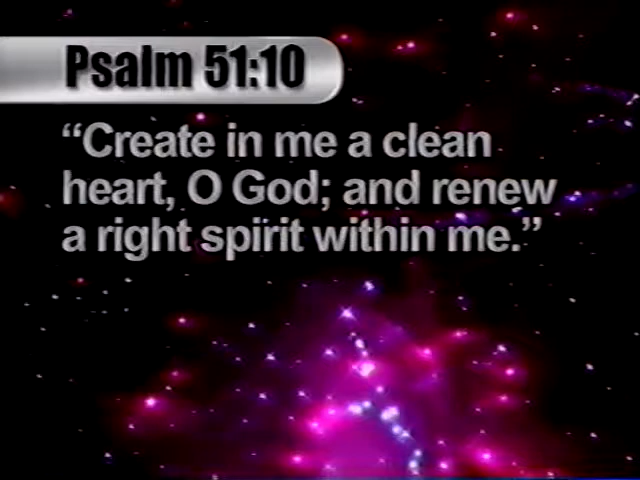 Psalm 51:10
“Create in me a clean
heart, O God; and renew
a right spirit within me.”